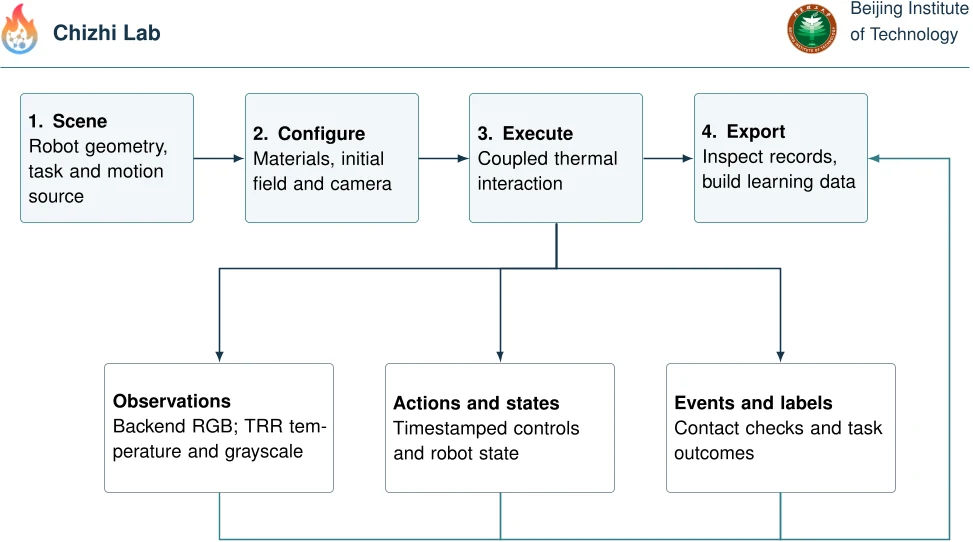 Chizhi Lab
Beijing Institute
of Technology
1. Scene
Robot geometry,
task and motion
source
2. Configure
Materials, initial
field and camera
3. Execute
Coupled thermal
interaction
4. Export
Inspect records,
build learning data
Observations
Backend RGB; TRR tem-
perature and grayscale
Actions and states
Timestamped controls
and robot state
Events and labels
Contact checks and task
outcomes